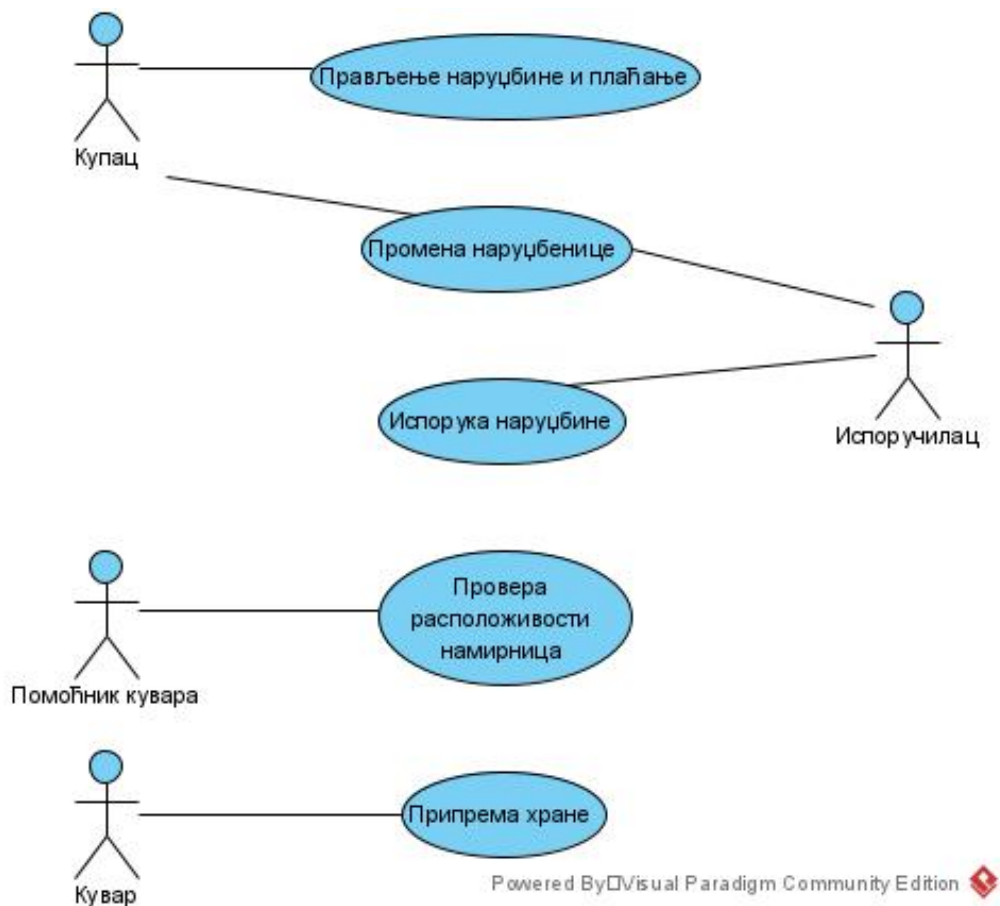 Прављење наруџбине и плаћање
Купац
Промена наруџбенице
Испорука наруџбине
Испоручилац
Провера
расположивости
намирница
Помоћник кувара
Припрема хране
Кувар
Powered By□Visual Paradigm Community Edition